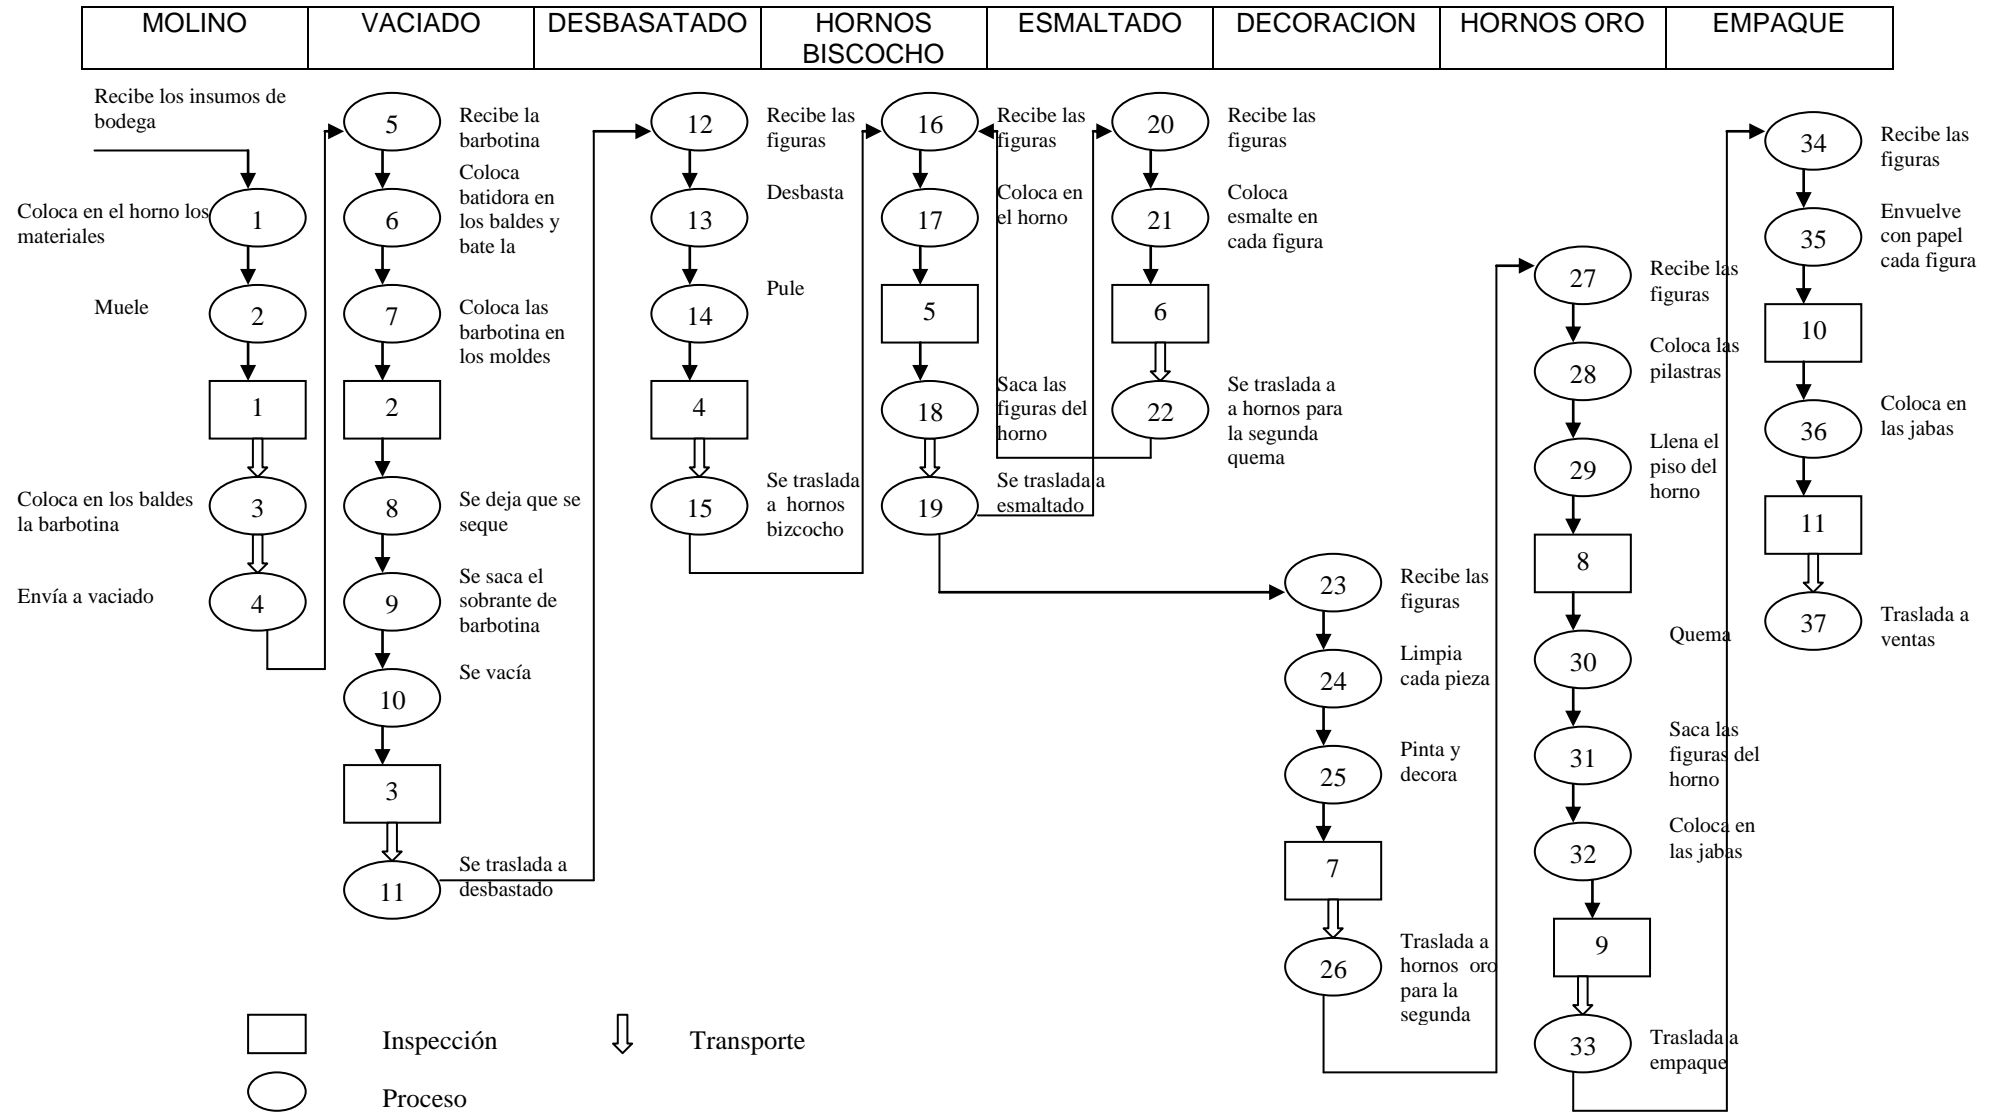 MOLINO
VACIADO
DESBASATADO
HORNOS
BISCOCHO
ESMALTADO
DECORACION
HORNOS ORO
EMPAQUE
Recibe los insumos de
bodega
1
Coloca en el horno los
materiales
2
Muele
1
3
Coloca en los baldes
la barbotina
4
Envía a vaciado
5
Recibe la
barbotina
6
Coloca
batidora en
los baldes y
bate la
7
Coloca las
barbotina en
los moldes
2
8
Se deja que se
seque
9
Se saca el
sobrante de
barbotina
10
Se vacía
3
11
Se traslada a
desbastado
12
Recibe las
figuras
13
Desbasta
14
Pule
4
15
Se traslada
a hornos
bizcocho
16
Recibe las
figuras
17
Coloca en
el horno
5
18
Saca las
figuras del
horno
19
Se traslada a
esmaltado
20
Recibe las
figuras
21
Coloca
esmalte en
cada figura
6
22
Se traslada a
a hornos para
la segunda
quema
23
Recibe las
figuras
24
Limpia
cada pieza
25
Pinta y
decora
7
26
Traslada a
hornos oro
para la
segunda
27
Recibe las
figuras
28
Coloca las
pilastras
29
Llena el
piso del
horno
8
30
Quema
31
Saca las
figuras del
horno
32
Coloca en
las jabas
9
33
Traslada a
empaque
34
Recibe las
figuras
35
Envuelve
con papel
cada figura
10
36
Coloca en
las jabas
11
37
Traslada a
ventas
Inspección
Transporte
Proceso